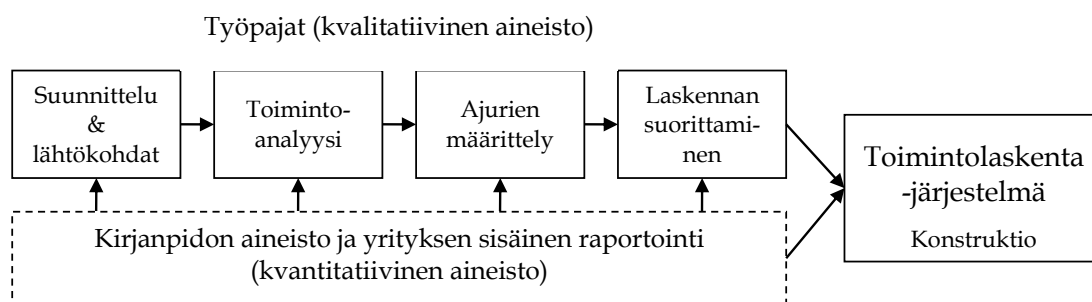 Työpajat (kvalitatiivinen aineisto)
Suunnittelu
&
lähtökohdat
Toiminto-
analyysi
Ajurien
määrittely
Laskennan
suorittami-
nen
Toimintolaskenta
-järjestelmä
Konstruktio
Kirjanpidon aineisto ja yrityksen sisäinen raportointi
(kvantitatiivinen aineisto)